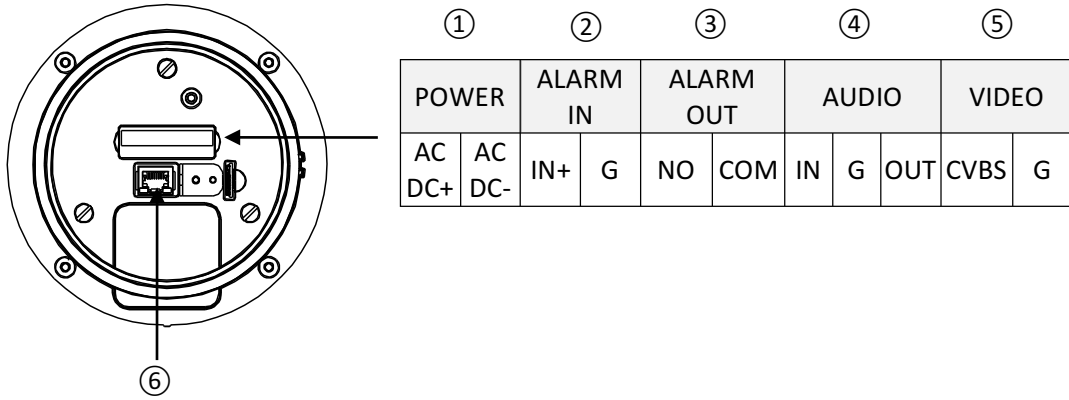 ① ② ③ ④ ⑤
POWER ALARM IN ALARM OUT AUDIO VIDEO
AC DC+ AC DC- IN+ G NO COM IN G OUT CVBS G
⑥